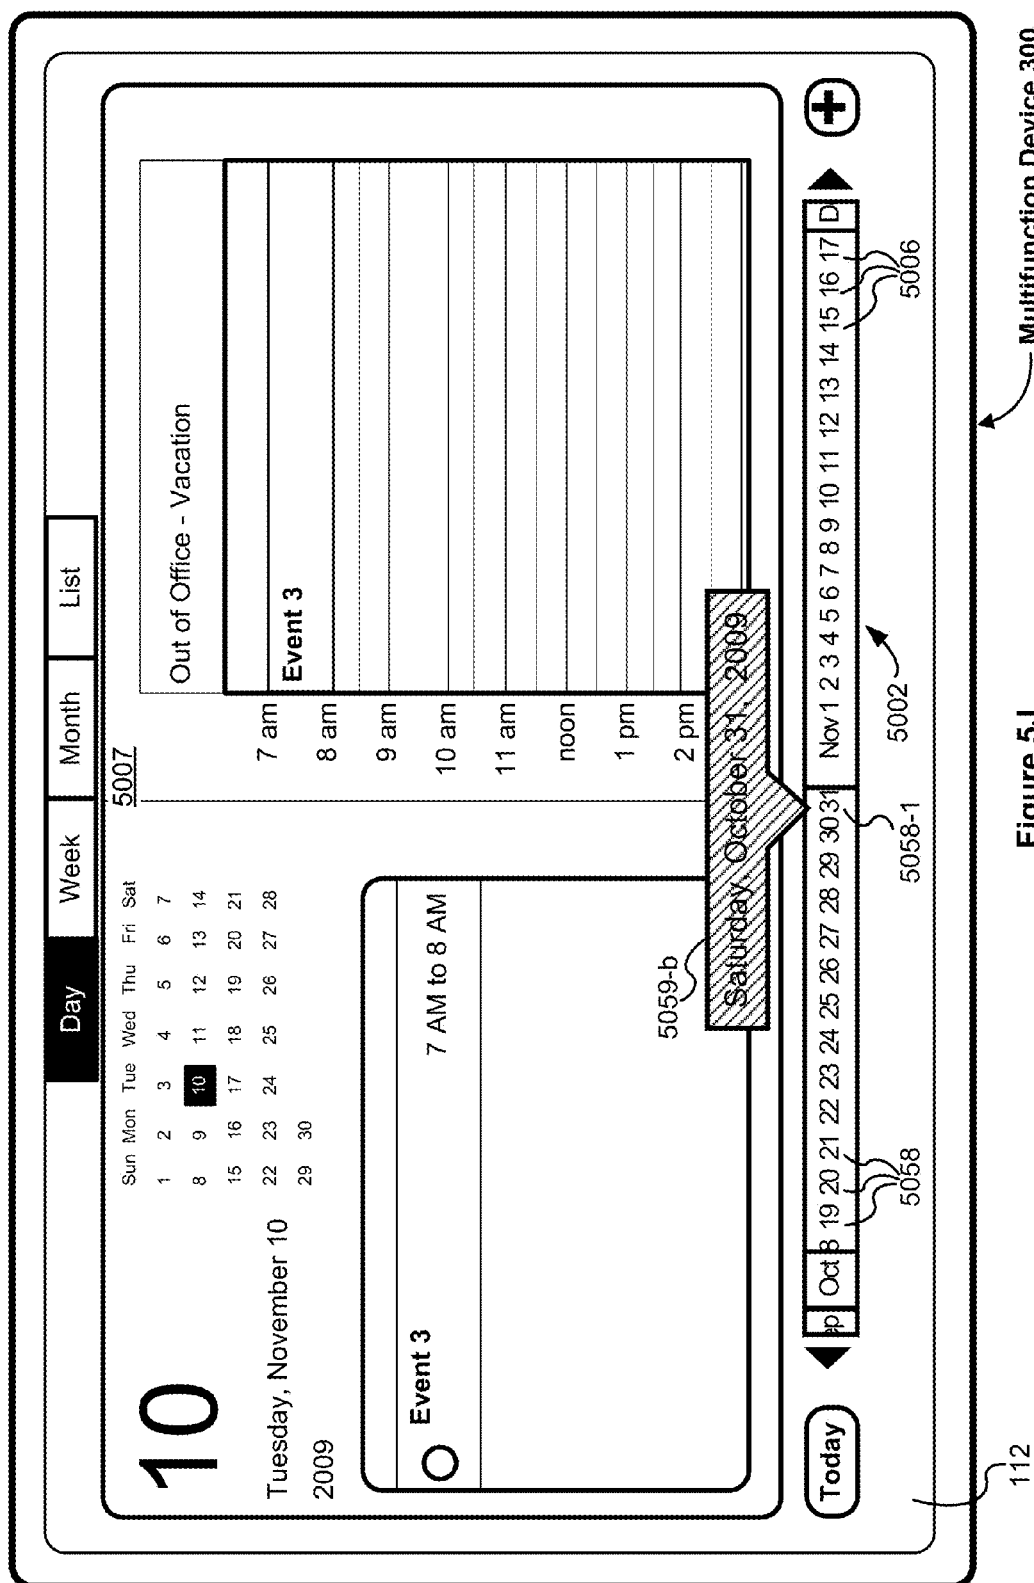 Day Week Month List
10
Tuesday, November 10
2009
Sun Mon Tue Wed Thu Fri Sat
1 2 3 4 5 6 7
8 9 10 11 12 13 14
15 16 17 18 19 20 21
22 23 24 25 26 27 28
29 30
5007
Event 3
7 AM to 8 AM
Out of Office - Vacation
7 am
Event 3
8 am
9 am
10 am
11 am
noon
1 pm
2 pm
5059-b
Saturday, October 31, 2009
Today
ep Oct 8 19 20 21 22 23 24 25 26 27 28 29 30 31 Nov 1 2 3 4 5 6 7 8 9 10 11 12 13 14 15 16 17 D
+
5058
5058-1
5002
5006
112
Multifunction Device 300